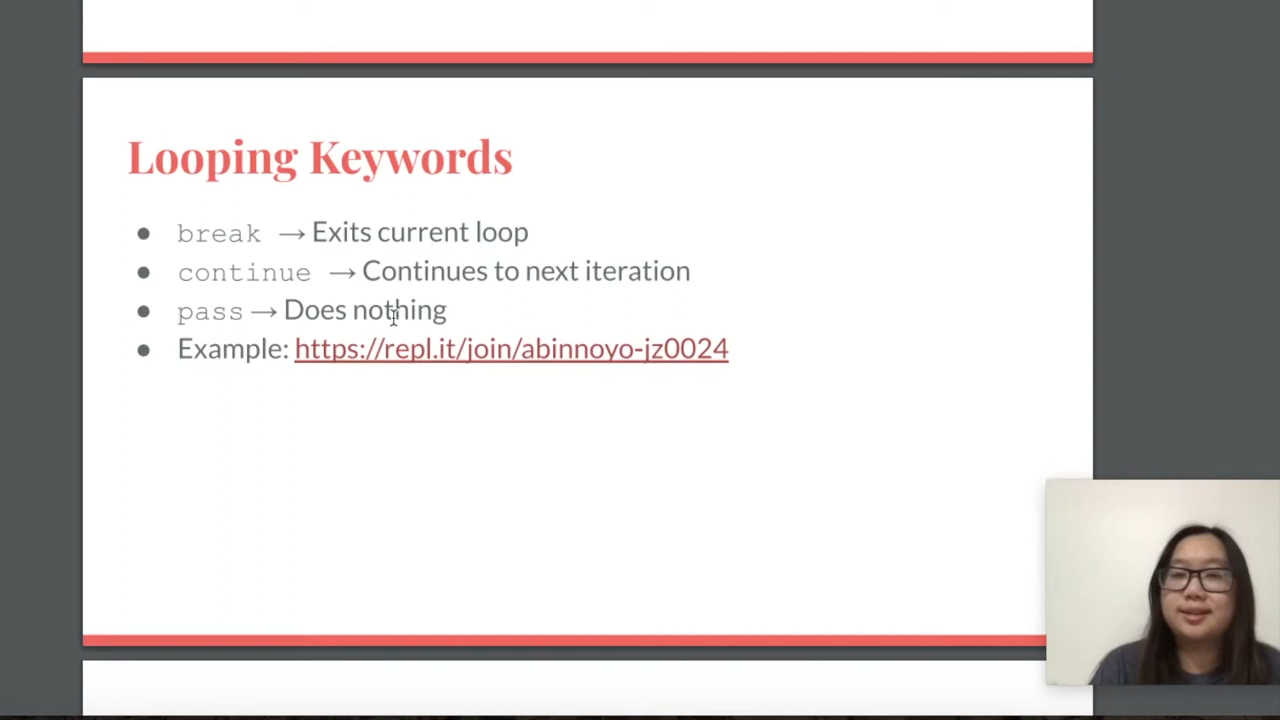 Looping Keywords
● break → Exits current loop
● continue → Continues to next iteration
● pass → Does nothing
● Example: https://repl.it/join/abinnoyo-jz0024